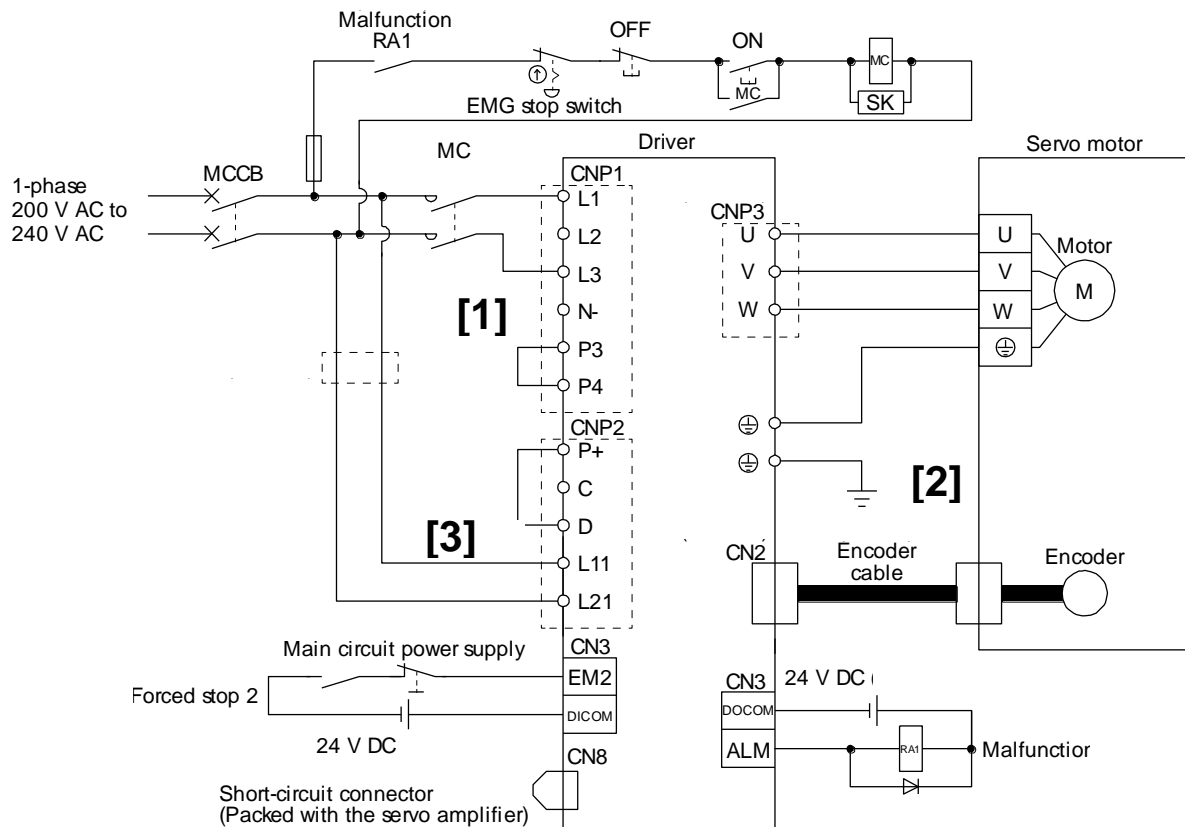 Malfunction
RA1
OFF
ON
MC
MC
SK
EMG stop switch
MC
Driver
Servo motor
MCCB
1-phase
200 V AC to
240 V AC
CNP1
L1
L2
L3
N-
P3
P4
[1]
CNP3
U
V
W
U
V
W
Motor
M
CNP2
P+
C
D
L11
L21
[3]
[2]
CN2
Encoder
cable
Encoder
Main circuit power supply
Forced stop 2
24 V DC
CN3
EM2
DICOM
CN3
DOCOM
ALM
24 V DC (
RA1
Malfunctior
CN8
Short-circuit connector
(Packed with the servo amplifier)